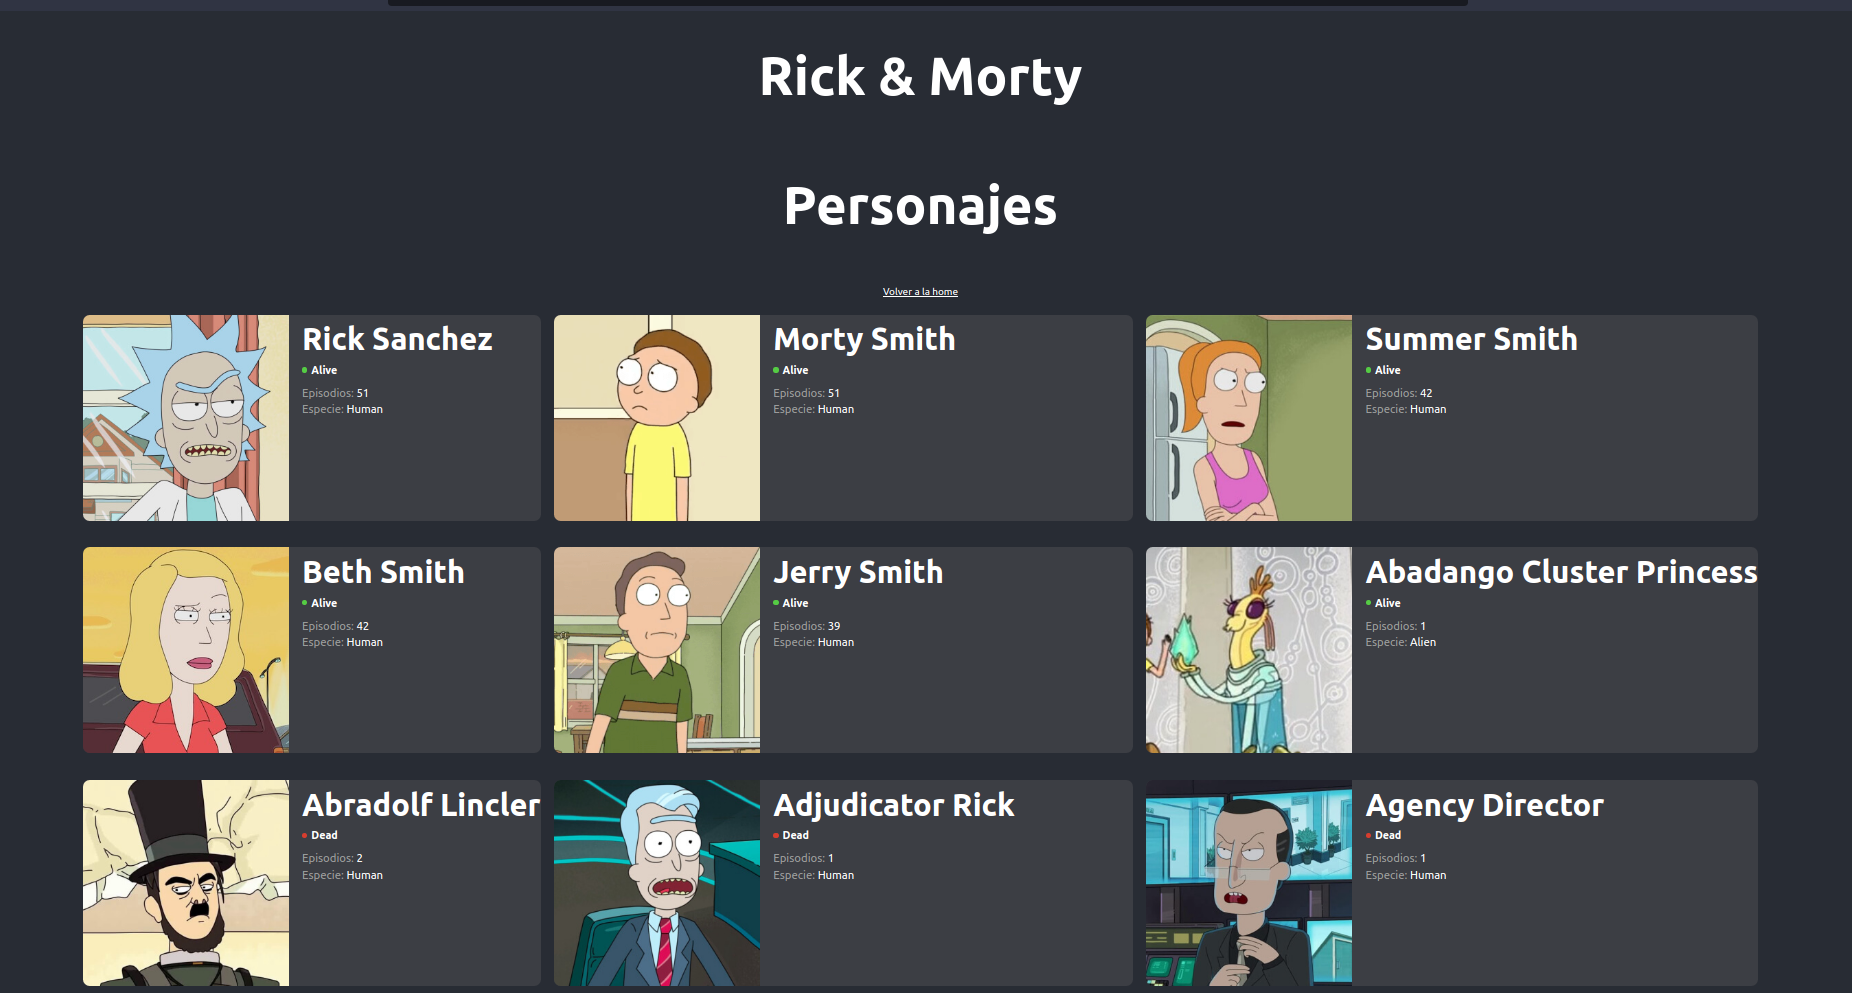 Rick & Morty
Personajes
Volver a la home
Rick Sanchez
Alive
Episodios: 51
Especie: Human
Morty Smith
Alive
Episodios: 51
Especie: Human
Summer Smith
Alive
Episodios: 42
Especie: Human
Beth Smith
Alive
Episodios: 42
Especie: Human
Jerry Smith
Alive
Episodios: 39
Especie: Human
Abadango Cluster Princess
Alive
Episodios: 1
Especie: Alien
Abradolf Lincler
Dead
Episodios: 2
Especie: Human
Adjudicator Rick
Dead
Episodios: 1
Especie: Human
Agency Director
Dead
Episodios: 1
Especie: Human